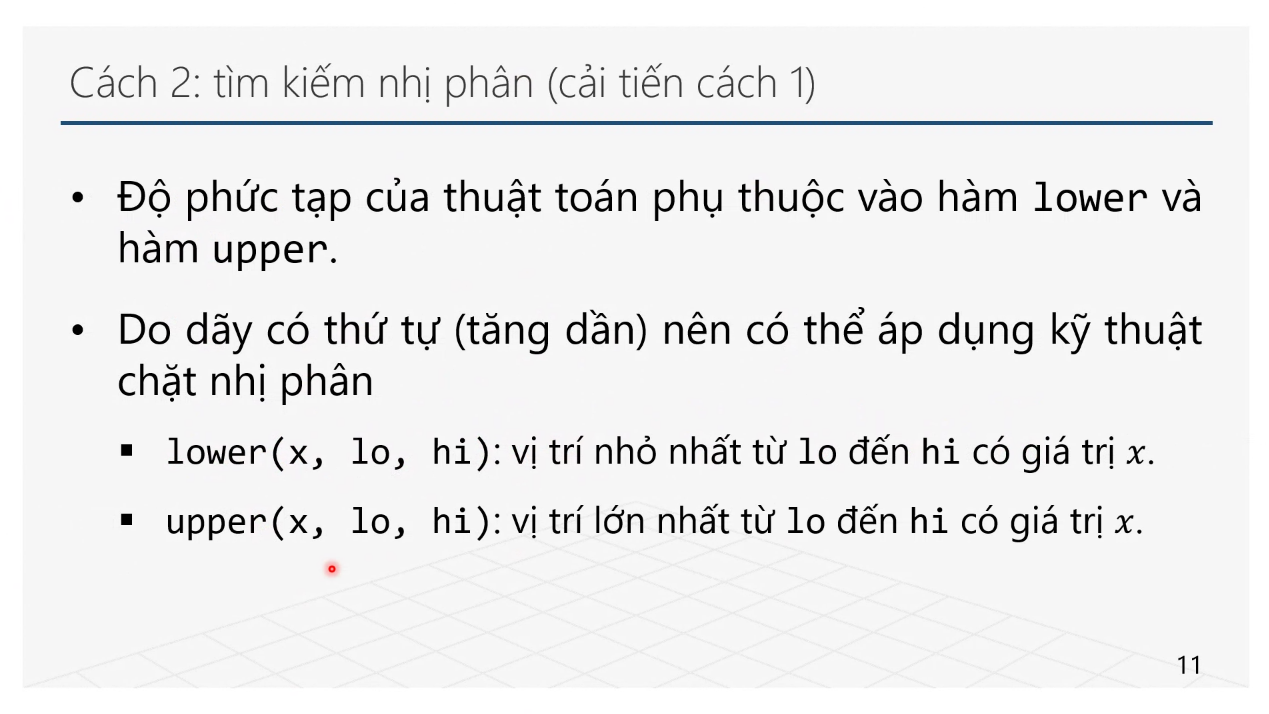 Cách 2: tìm kiếm nhị phân (cải tiến cách 1)
• Độ phức tạp của thuật toán phụ thuộc vào hàm lower và
hàm upper.
• Do dãy có thứ tự (tăng dần) nên có thể áp dụng kỹ thuật
chặt nhị phân
▪ lower(x, lo, hi): vị trí nhỏ nhất từ lo đến hi có giá trị x.
▪ upper(x, lo, hi): vị trí lớn nhất từ lo đến hi có giá trị x.
11